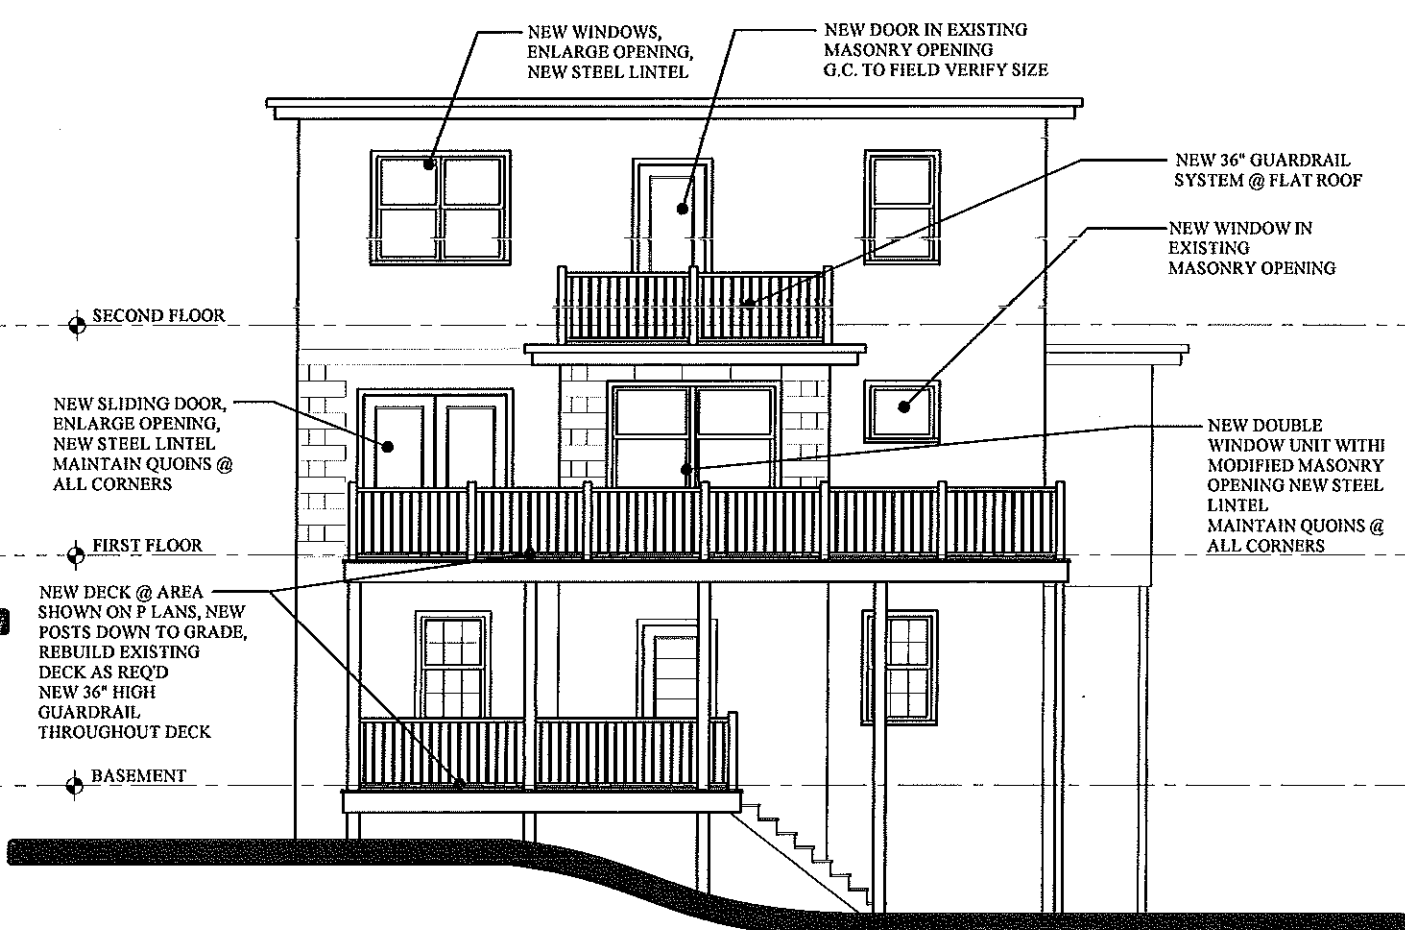 NEW WINDOWS,
ENLARGE OPENING,
NEW STEEL LINTEL
NEW DOOR IN EXISTING
MASONRY OPENING
G.C. TO FIELD VERIFY SIZE
NEW 36" GUARDRAIL
SYSTEM @ FLAT ROOF
NEW WINDOW IN
EXISTING
MASONRY OPENING
SECOND FLOOR
NEW SLIDING DOOR,
ENLARGE OPENING,
NEW STEEL LINTEL
MAINTAIN QUOINS @
ALL CORNERS
NEW DOUBLE
WINDOW UNIT WITH
MODIFIED MASONRY
OPENING NEW STEEL
LINTEL
MAINTAIN QUOINS @
ALL CORNERS
FIRST FLOOR
NEW DECK @ AREA
SHOWN ON P LANS, NEW
POSTS DOWN TO GRADE,
REBUILD EXISTING
DECK AS REQ'D
NEW 36" HIGH
GUARDRAIL
THROUGHOUT DECK
BASEMENT